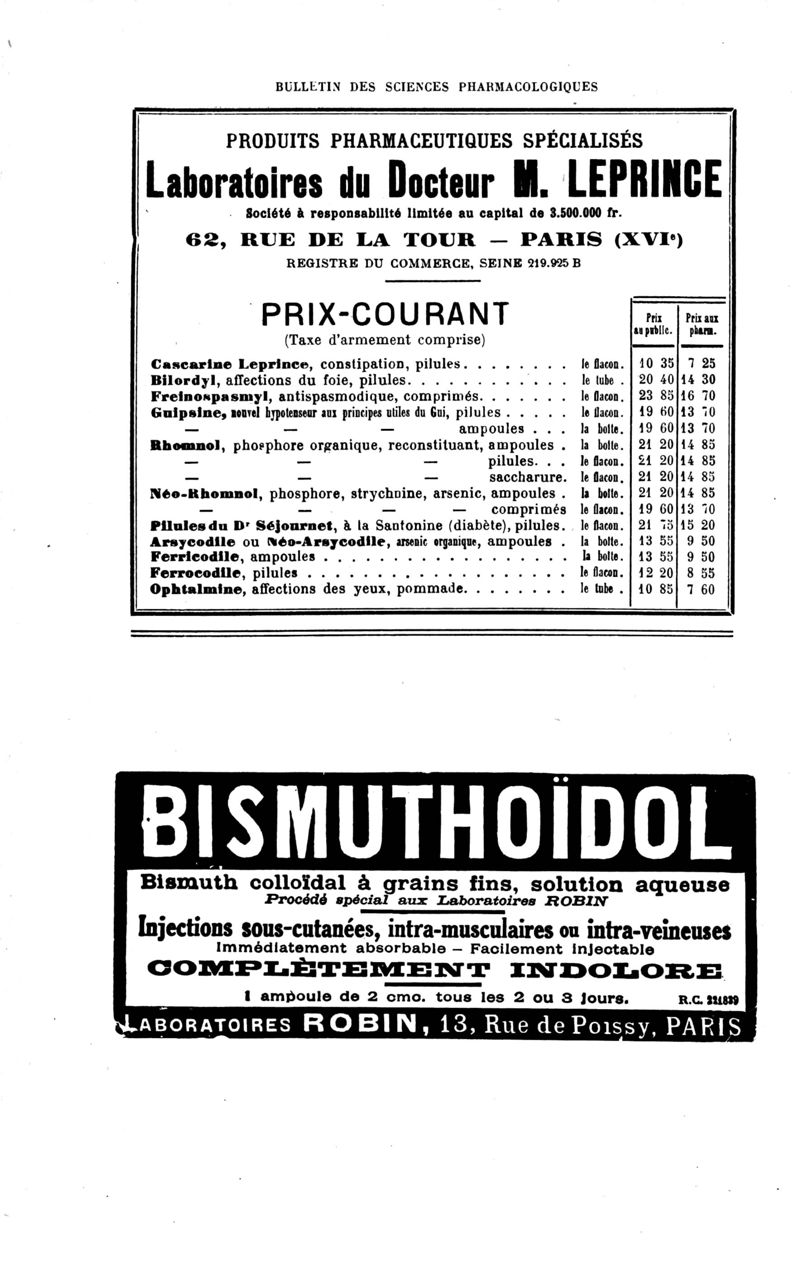 BULLETIN DES SCIENCES PHARMACOLOGIQUES
PRODUITS PHARMACEUTIQUES SPÉCIALISÉS
Laboratoires du Docteur M. LEPRINCE
Société à responsabilité limitée au capital de 3.500.000 fr.
62, RUE DE LA TOUR — PARIS (XVIe)
REGISTRE DU COMMERCE, SEINE 219.925 B
PRIX-COURANT
(Taxe d'armement comprise)
Prix au public. Prix aux pharm.
Cascarine Leprince, constipation, pilules. . . . . . . . le flacon. 10 35 7 25
Bilordyl, affections du foie, pilules. . . . . . . . . . . . le tube . 20 40 14 30
Freinospasmyl, antispasmodique, comprimés. . . . . . . le flacon. 23 85 16 70
Guipsine, nouvel hypotenseur aux principes utiles du Gui, pilules . . . . . le flacon. 19 60 13 70
— — — ampoules . . . la boîte. 19 60 13 70
Rhomnol, phosphore organique, reconstituant, ampoules . la boîte. 21 20 14 85
— — — pilules. . . le flacon. 21 20 14 85
— — — saccharure. le flacon. 21 20 14 85
Néo-Rhomnol, phosphore, strychnine, arsenic, ampoules . la boîte. 21 20 14 85
— — — — comprimés le flacon. 19 60 13 70
Pilules du Dr Séjournet, à la Santonine (diabète), pilules. le flacon. 21 75 15 20
Arsycodile ou Néo-Arsycodile, arsenic organique, ampoules . la boîte. 13 55 9 50
Ferricodile, ampoules . . . . . . . . . . . . . . . . . . la boîte. 13 55 9 50
Ferrocodile, pilules . . . . . . . . . . . . . . . . . . . le flacon. 12 20 8 55
Ophtalmine, affections des yeux, pommade. . . . . . . . le tube . 10 85 7 60
BISMUTHOÏDOL
Bismuth colloïdal à grains fins, solution aqueuse
Procédé spécial aux Laboratoires ROBIN
Injections sous-cutanées, intra-musculaires ou intra-veineuses
Immédiatement absorbable — Facilement injectable
COMPLÈTEMENT INDOLORE
1 ampoule de 2 cmc. tous les 2 ou 3 jours. R.C. 221839
LABORATOIRES ROBIN, 13, Rue de Poissy, PARIS